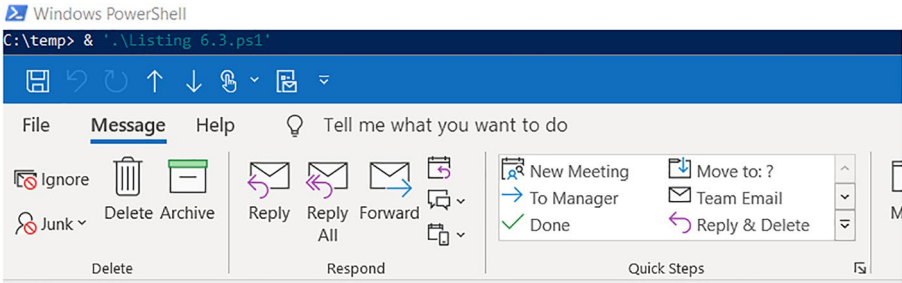 Windows PowerShell
C:\temp> & '.\Listing 6.3.ps1'
File Message Help Tell me what you want to do
Ignore
Junk
Delete
Archive
Reply
Reply All
Forward
New Meeting
To Manager
Done
Move to: ?
Team Email
Reply & Delete
M
Delete
Respond
Quick Steps